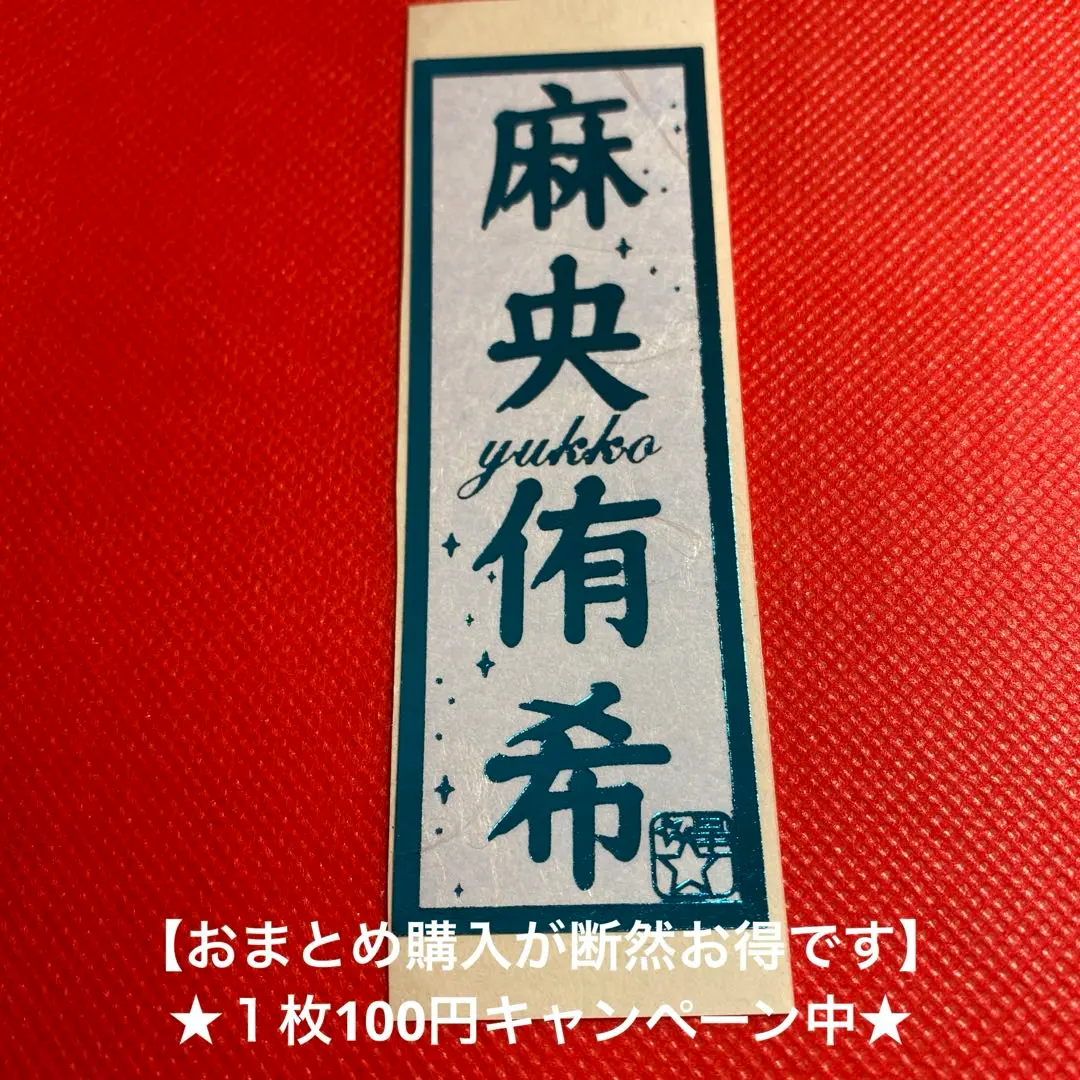 麻央
yukko
侑希
【おまとめ購入が断然お得です】
★１枚100円キャンペーン中★